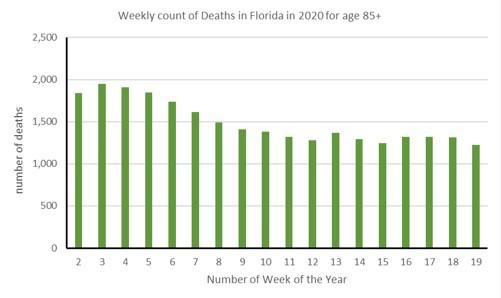 Weekly count of Deaths in Florida in 2020 for age 85+
2,500
2,000
1,500
1,000
500
0
number of deaths
2 3 4 5 6 7 8 9 10 11 12 13 14 15 16 17 18 19
Number of Week of the Year